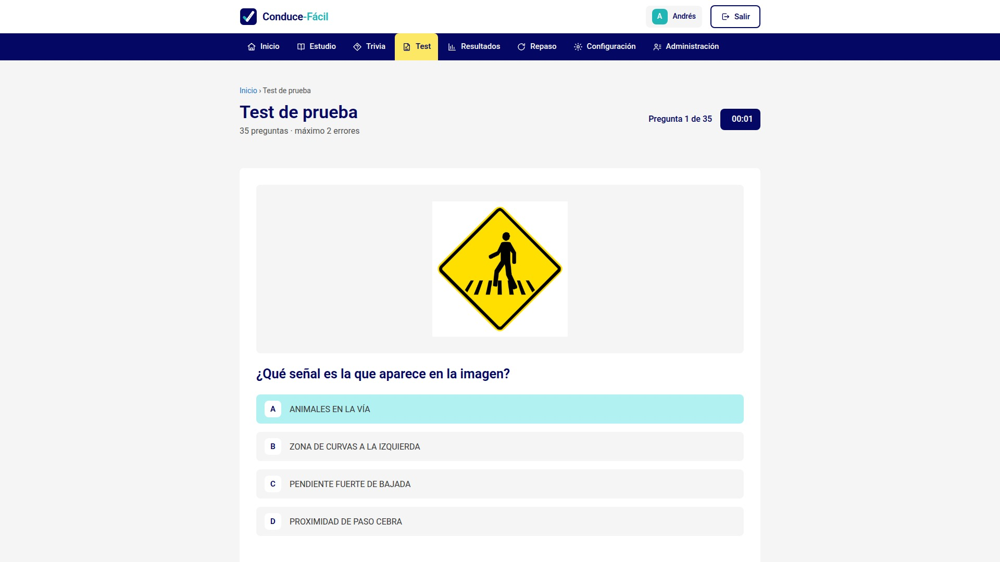 Conduce-Fácil
A Andrés
Salir
Inicio Estudio Trivia Test Resultados Repaso Configuración Administración
Inicio › Test de prueba
Test de prueba
35 preguntas · máximo 2 errores
Pregunta 1 de 35 00:01
¿Qué señal es la que aparece en la imagen?
A ANIMALES EN LA VÍA
B ZONA DE CURVAS A LA IZQUIERDA
C PENDIENTE FUERTE DE BAJADA
D PROXIMIDAD DE PASO CEBRA